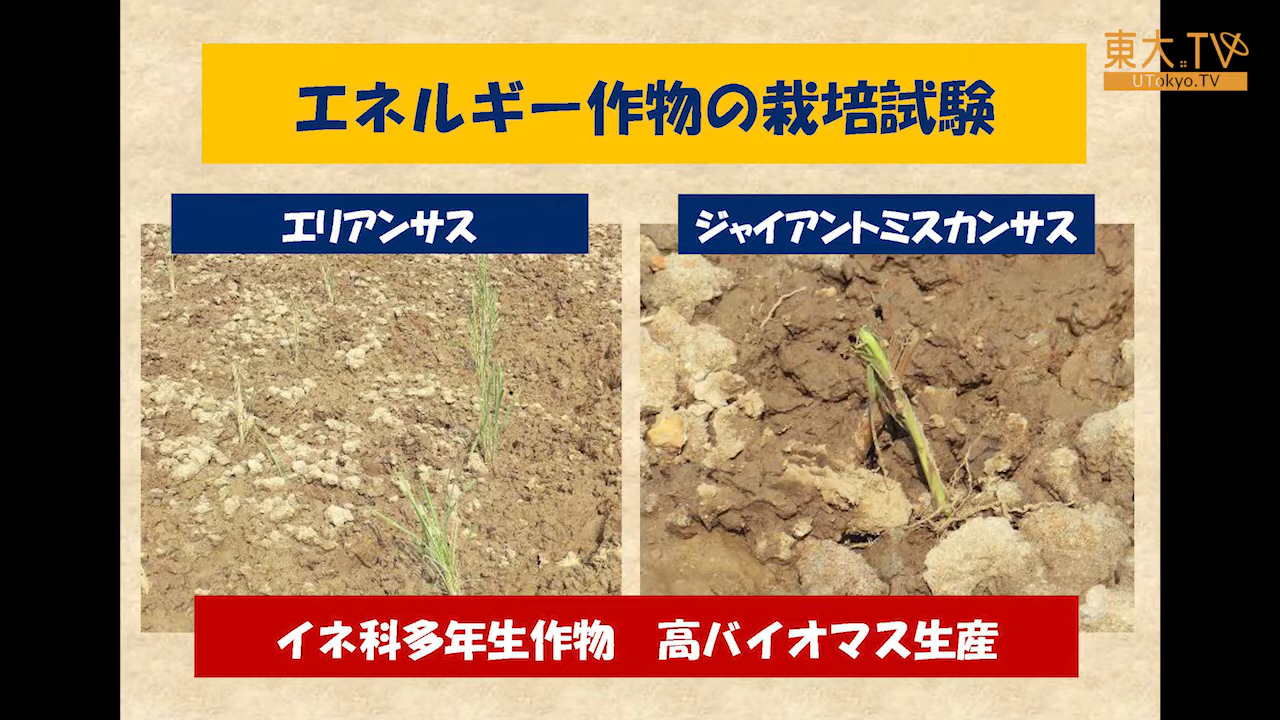 エネルギー作物の栽培試験
東大TV
UTokyo.TV
エリアンサス
ジャイアントミスカンサス
イネ科多年生作物 高バイオマス生産